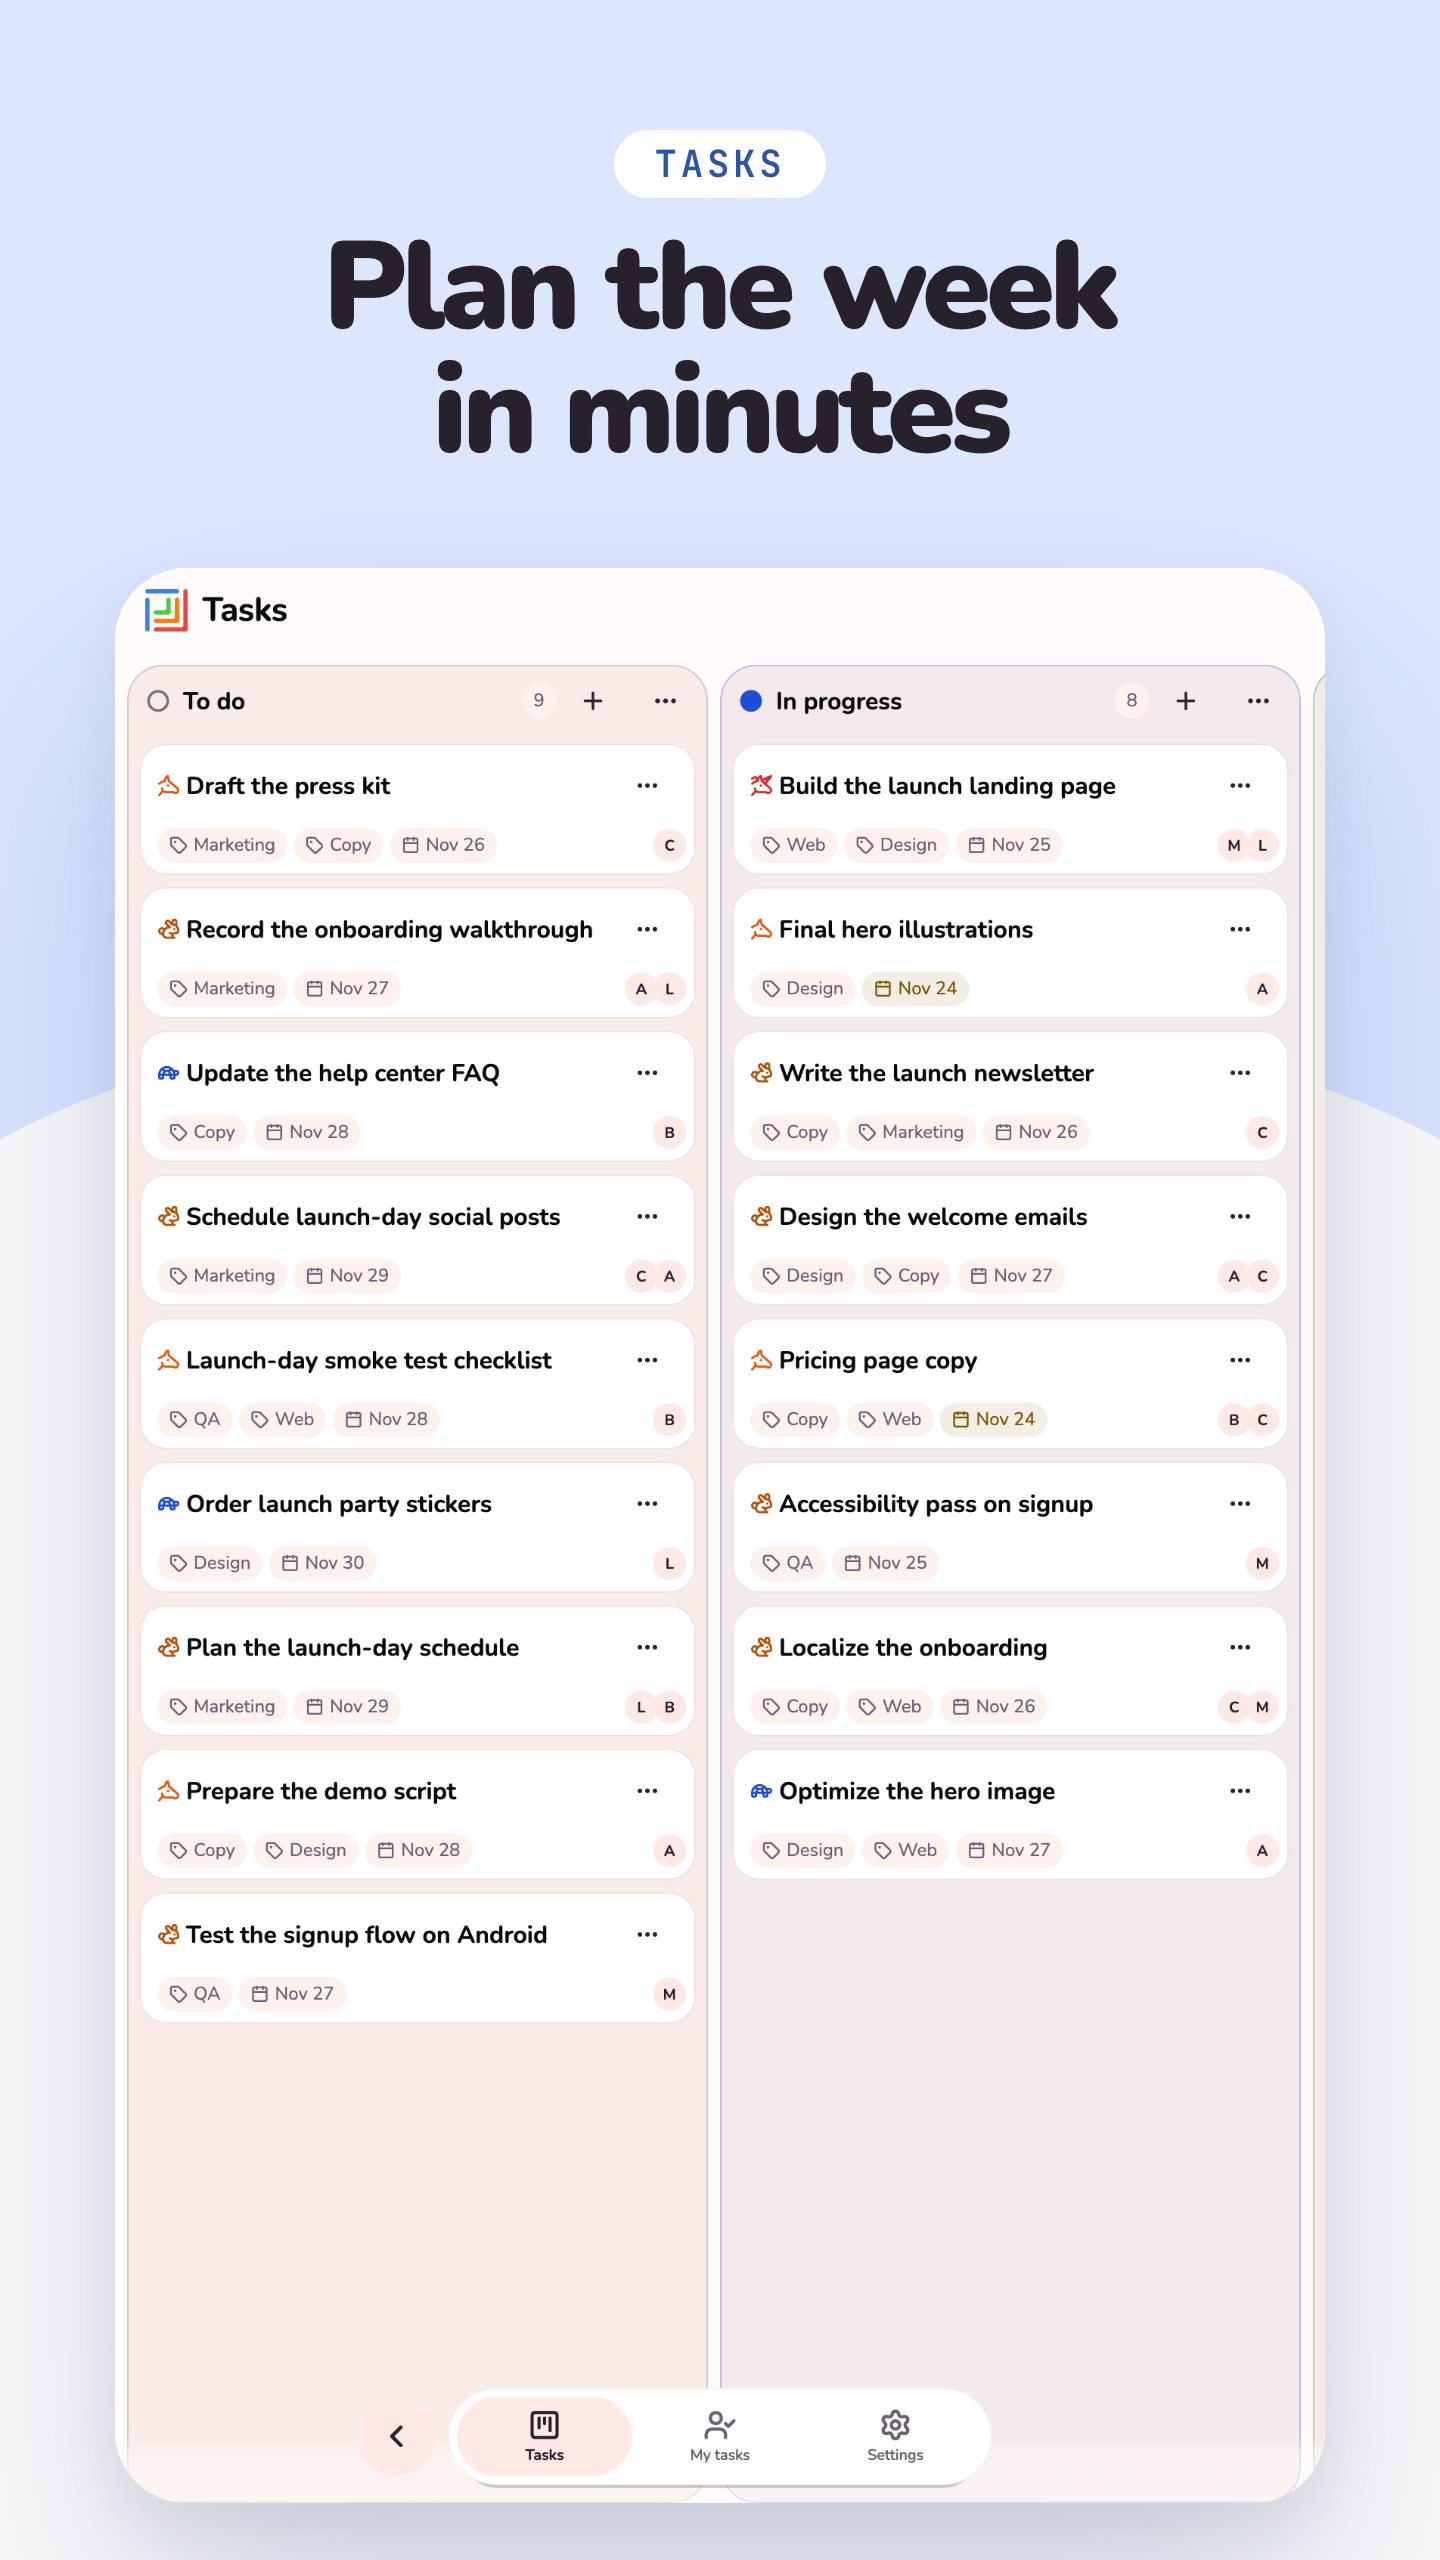 TASKS
Plan the week
in minutes
Tasks
To do 9
Draft the press kit
Marketing Copy Nov 26 C
Record the onboarding walkthrough
Marketing Nov 27 A L
Update the help center FAQ
Copy Nov 28 B
Schedule launch-day social posts
Marketing Nov 29 C A
Launch-day smoke test checklist
QA Web Nov 28 B
Order launch party stickers
Design Nov 30 L
Plan the launch-day schedule
Marketing Nov 29 L B
Prepare the demo script
Copy Design Nov 28 A
Test the signup flow on Android
QA Nov 27 M
In progress 8
Build the launch landing page
Web Design Nov 25 M L
Final hero illustrations
Design Nov 24 A
Write the launch newsletter
Copy Marketing Nov 26 C
Design the welcome emails
Design Copy Nov 27 A C
Pricing page copy
Copy Web Nov 24 B C
Accessibility pass on signup
QA Nov 25 M
Localize the onboarding
Copy Web Nov 26 C M
Optimize the hero image
Design Web Nov 27 A
Tasks My tasks Settings